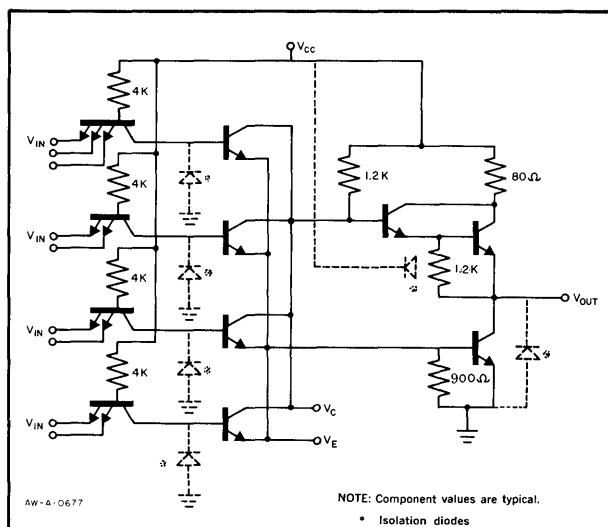 VCC
4K
VIN
1.2K
80Ω
4K
VIN
1.2K
4K
VOUT
VIN
4K
900Ω
VIN
VC
VE
AW-A-0677
NOTE: Component values are typical.
* Isolation diodes